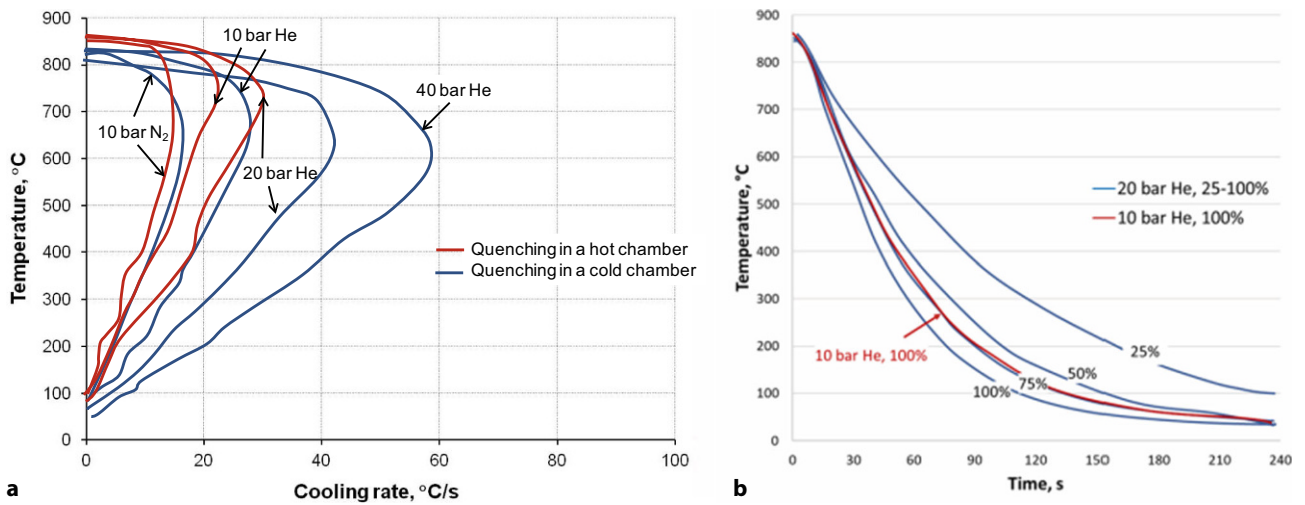 900
800
700
600
500
400
300
200
100
0
Temperature, °C
0 20 40 60 80 100
Cooling rate, °C/s
10 bar He
40 bar He
10 bar N2
20 bar He
Quenching in a hot chamber
Quenching in a cold chamber
a
900
800
700
600
500
400
300
200
100
0
Temperature, °C
0 30 60 90 120 150 180 210 240
Time, s
20 bar He, 25-100%
10 bar He, 100%
10 bar He, 100%
25%
50%
75%
100%
b